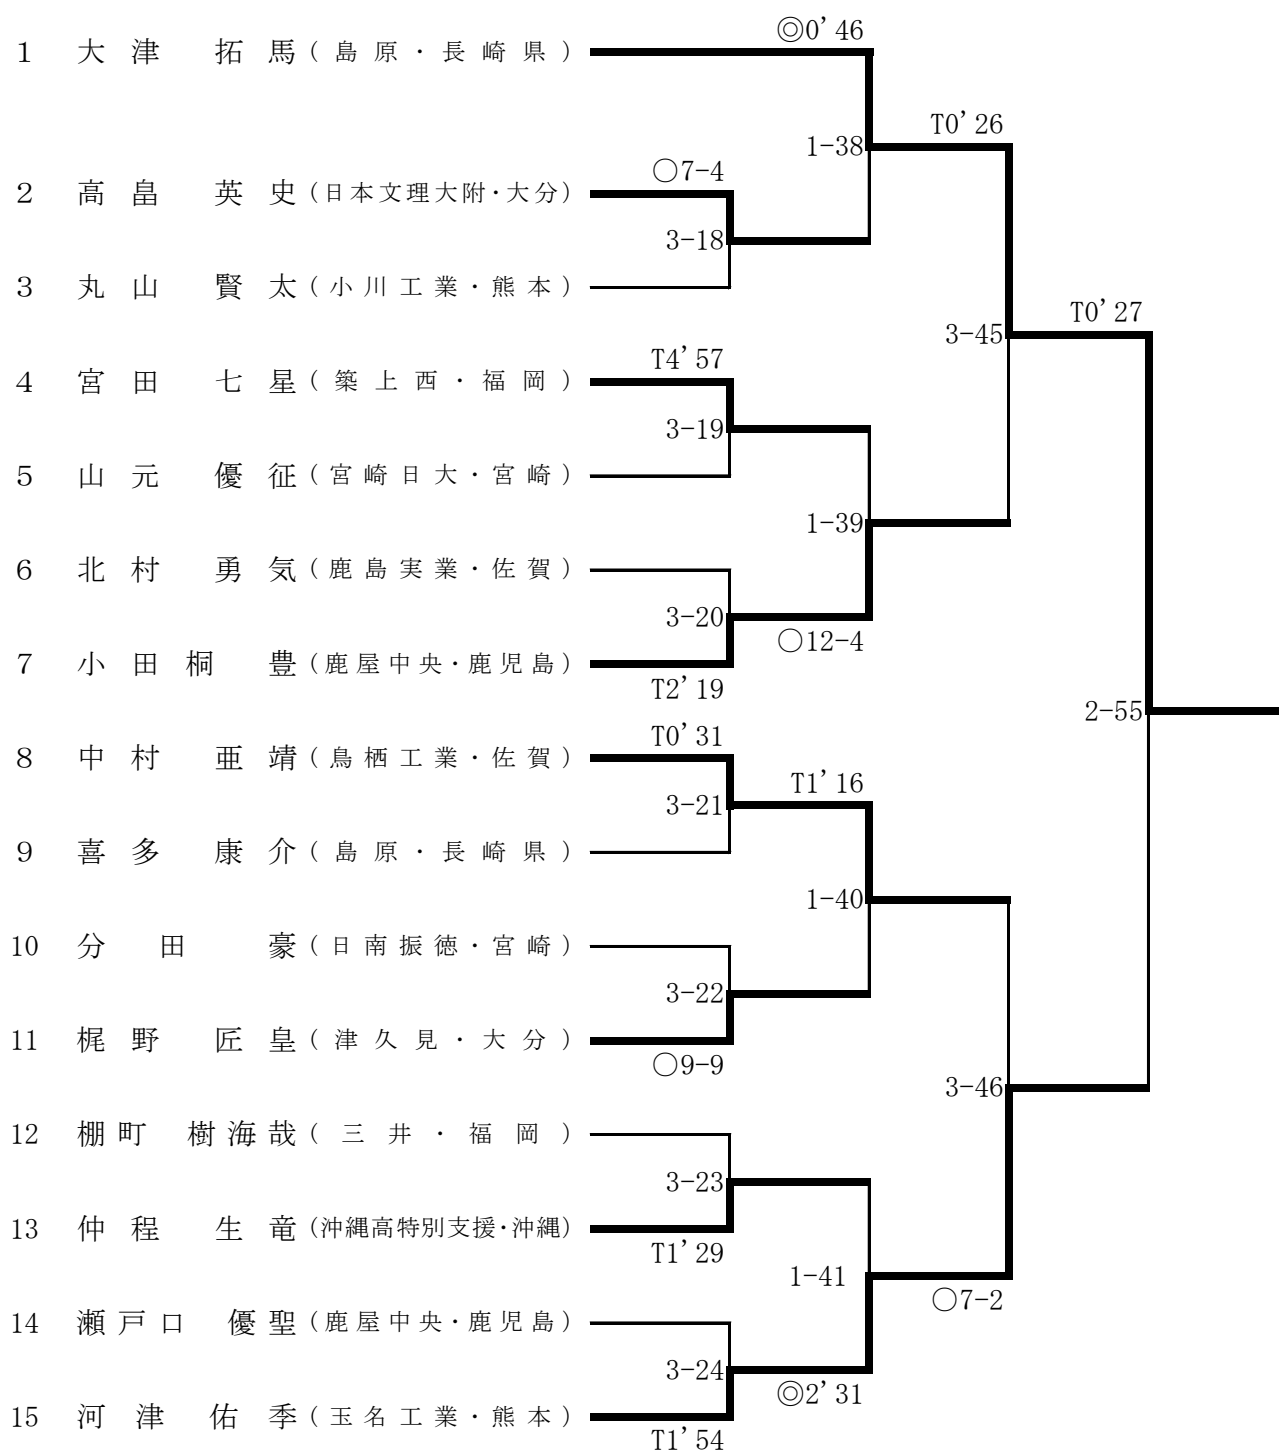 ◎0'46
1 大津 拓馬(島原・長崎県)
T0'26
1-38
○7-4
2 高畠 英史(日本文理大附・大分)
3-18
3 丸山 賢太(小川工業・熊本)
T0'27
3-45
T4'57
4 宮田 七星(築上西・福岡)
3-19
5 山元 優征(宮崎日大・宮崎)
1-39
6 北村 勇気(鹿島実業・佐賀)
3-20
○12-4
7 小田桐 豊(鹿屋中央・鹿児島)
T2'19
2-55
T0'31
8 中村 亜靖(鳥栖工業・佐賀)
T1'16
3-21
9 喜多 康介(島原・長崎県)
1-40
10 分田 豪(日南振徳・宮崎)
3-22
11 梶野 匠皇(津久見・大分)
○9-9
3-46
12 棚町 樹海哉(三井・福岡)
3-23
13 仲程 生竜(沖縄高特別支援・沖縄)
T1'29
1-41
○7-2
14 瀬戸口 優聖(鹿屋中央・鹿児島)
3-24
◎2'31
15 河津 佑季(玉名工業・熊本)
T1'54